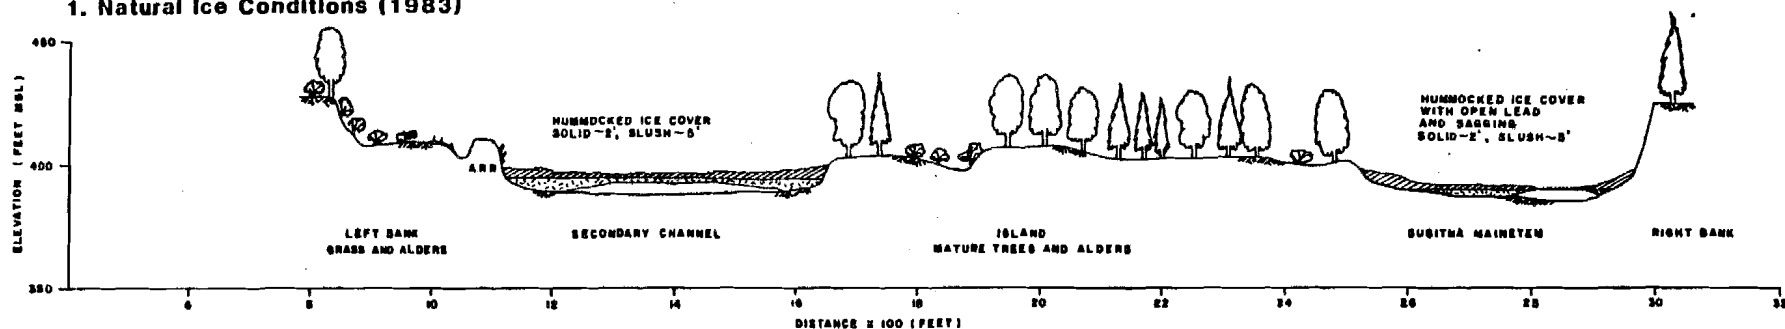 1. Natural Ice Conditions (1983)
ELEVATION (FEET MSL)
450
400
350
HUMMOCKED ICE COVER
SOLID~2', SLUSH~5'
HUMMOCKED ICE COVER
WITH OPEN LEAD
AND SAGGING
SOLID~2', SLUSH~5'
ARR
LEFT BANK
GRASS AND ALDERS
SECONDARY CHANNEL
ISLAND
MATURE TREES AND ALDERS
SUSITNA MAINSTEM
RIGHT BANK
6 8 10 12 14 16 18 20 22 24 26 28 30 32
DISTANCE X 100 (FEET)